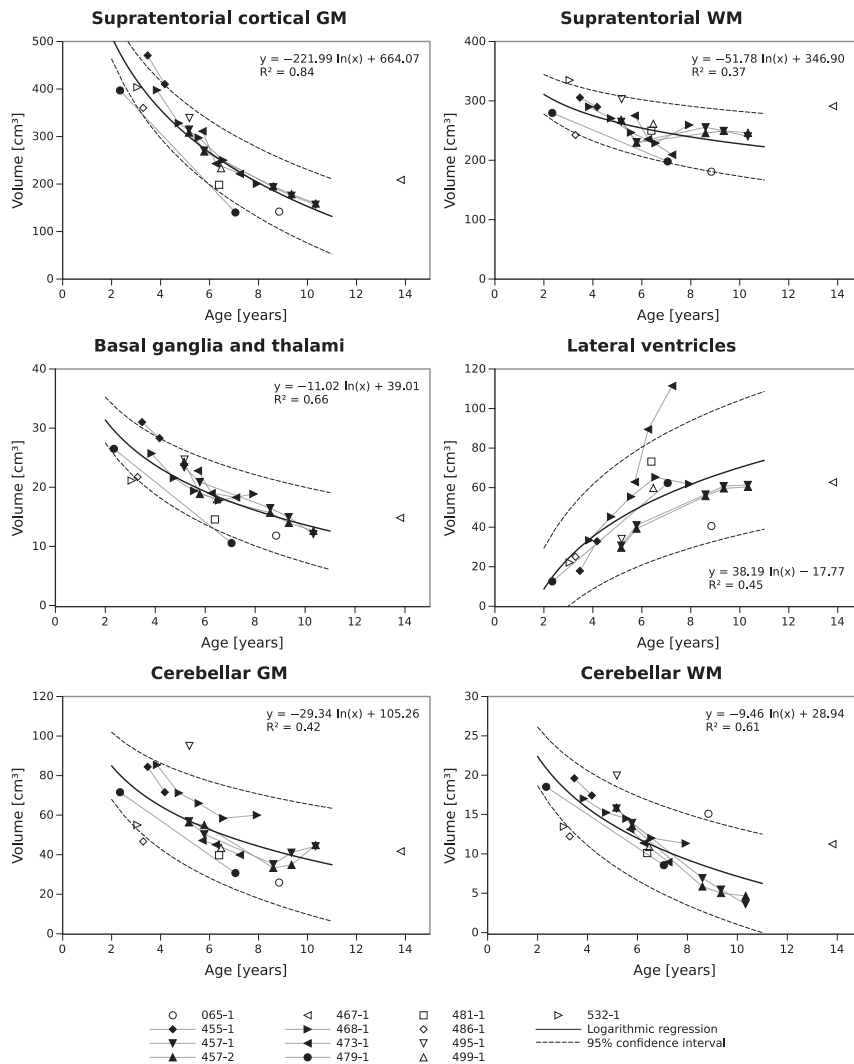 Supratentorial cortical GM
Supratentorial WM
y = −221.99 ln(x) + 664.07
R² = 0.84
Volume [cm³]
500
400
300
200
100
0
0 2 4 6 8 10 12 14
Age [years]
y = −51.78 ln(x) + 346.90
R² = 0.37
Volume [cm³]
400
300
200
100
0
0 2 4 6 8 10 12 14
Age [years]
Basal ganglia and thalami
Lateral ventricles
y = −11.02 ln(x) + 39.01
R² = 0.66
Volume [cm³]
40
30
20
10
0
0 2 4 6 8 10 12 14
Age [years]
y = 38.19 ln(x) − 17.77
R² = 0.45
Volume [cm³]
120
100
80
60
40
20
0
0 2 4 6 8 10 12 14
Age [years]
Cerebellar GM
Cerebellar WM
y = −29.34 ln(x) + 105.26
R² = 0.42
Volume [cm³]
120
100
80
60
40
20
0
0 2 4 6 8 10 12 14
Age [years]
y = −9.46 ln(x) + 28.94
R² = 0.61
Volume [cm³]
30
25
20
15
10
5
0
0 2 4 6 8 10 12 14
Age [years]
065-1 467-1 481-1 532-1
455-1 468-1 486-1 Logarithmic regression
457-1 473-1 495-1 95% confidence interval
457-2 479-1 499-1